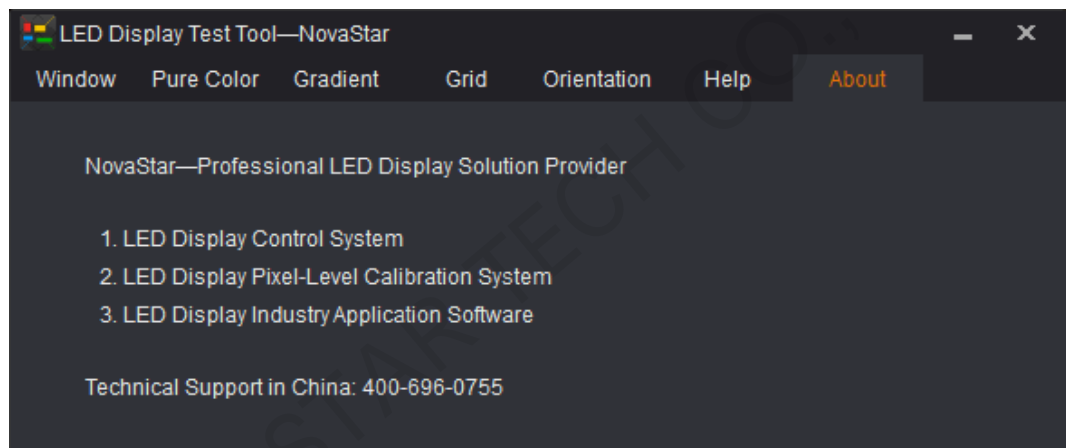 LED Display Test Tool—NovaStar
Window Pure Color Gradient Grid Orientation Help About
NovaStar—Professional LED Display Solution Provider
1. LED Display Control System
2. LED Display Pixel-Level Calibration System
3. LED Display Industry Application Software
Technical Support in China: 400-696-0755
STARTECH CO.,